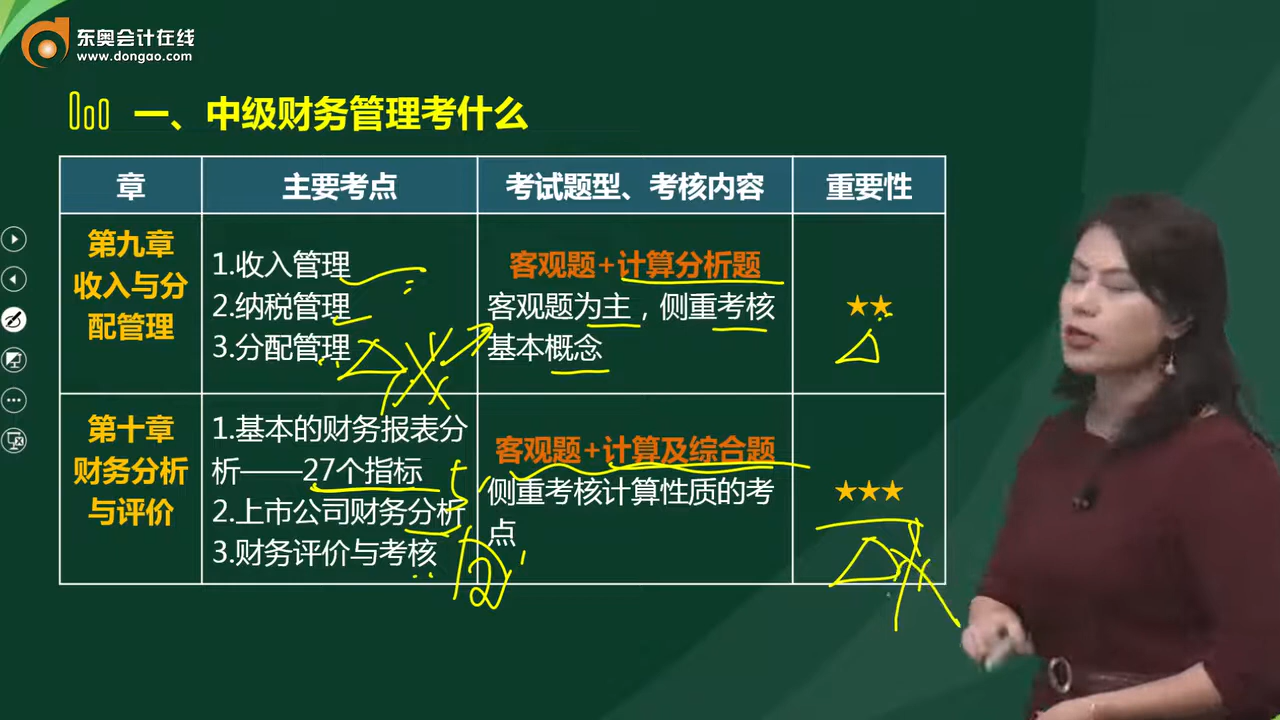 东奥会计在线
www.dongao.com
一、中级财务管理考什么
章 主要考点 考试题型、考核内容 重要性
第九章
收入与分
配管理
1.收入管理
2.纳税管理
3.分配管理
客观题+计算分析题
客观题为主，侧重考核
基本概念
★★
第十章
财务分析
与评价
1.基本的财务报表分
析——27个指标
2.上市公司财务分析
3.财务评价与考核
客观题+计算及综合题
侧重考核计算性质的考
点
★★★
5
12